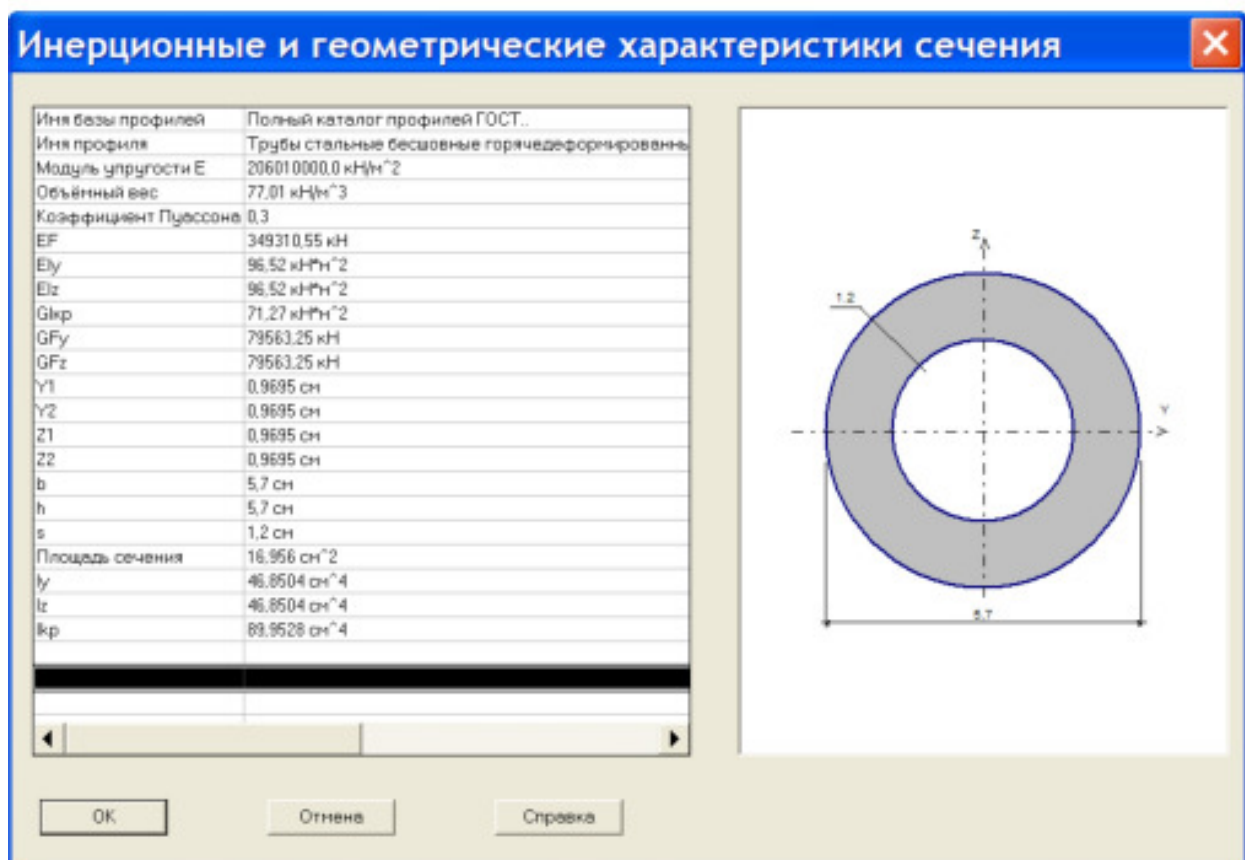 Инерционные и геометрические характеристики сечения
Имя базы профилей Полный каталог профилей ГОСТ..
Имя профиля Трубы стальные бесшовные горячедеформированнь
Модуль упругости E 206010000,0 кН/м^2
Объёмный вес 77,01 кН/м^3
Коэффициент Пуассона 0,3
EF 349310,55 кН
EIy 96,52 кН*м^2
EIz 96,52 кН*м^2
GIкр 71,27 кН*м^2
GFy 79563,25 кН
GFz 79563,25 кН
Y1 0,9695 см
Y2 0,9695 см
Z1 0,9695 см
Z2 0,9695 см
b 5,7 см
h 5,7 см
s 1,2 см
Площадь сечения 16,956 см^2
Iy 46,8504 см^4
Iz 46,8504 см^4
Iкр 89,9528 см^4
Z
1.2
Y
5.7
OK Отмена Справка